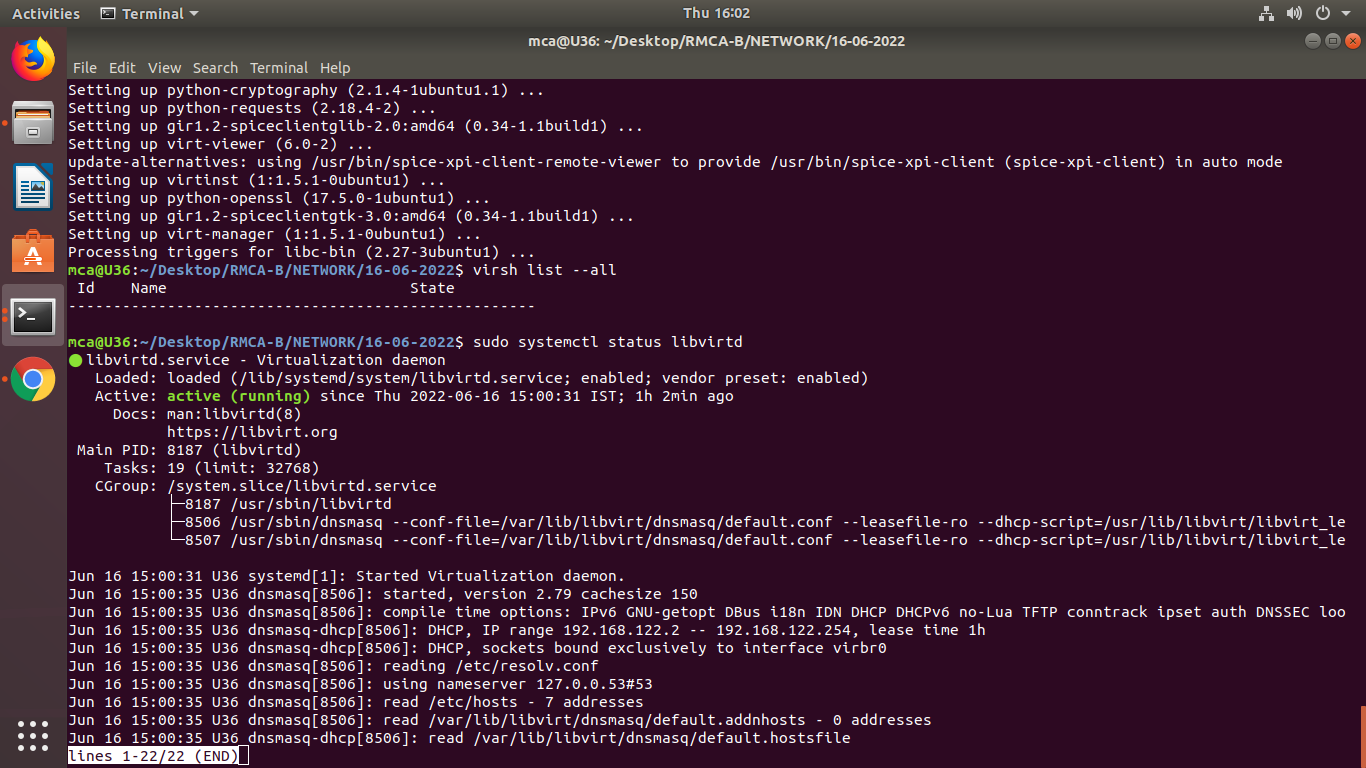 Activities Terminal Thu 16:02
mca@U36: ~/Desktop/RMCA-B/NETWORK/16-06-2022
File Edit View Search Terminal Help
Setting up python-cryptography (2.1.4-1ubuntu1.1) ...
Setting up python-requests (2.18.4-2) ...
Setting up gir1.2-spiceclientglib-2.0:amd64 (0.34-1.1build1) ...
Setting up virt-viewer (6.0-2) ...
update-alternatives: using /usr/bin/spice-xpi-client-remote-viewer to provide /usr/bin/spice-xpi-client (spice-xpi-client) in auto mode
Setting up virtinst (1:1.5.1-0ubuntu1) ...
Setting up python-openssl (17.5.0-1ubuntu1) ...
Setting up gir1.2-spiceclientgtk-3.0:amd64 (0.34-1.1build1) ...
Setting up virt-manager (1:1.5.1-0ubuntu1) ...
Processing triggers for libc-bin (2.27-3ubuntu1) ...
mca@U36:~/Desktop/RMCA-B/NETWORK/16-06-2022$ virsh list --all
 Id    Name                           State
----------------------------------------------------
mca@U36:~/Desktop/RMCA-B/NETWORK/16-06-2022$ sudo systemctl status libvirtd
● libvirtd.service - Virtualization daemon
   Loaded: loaded (/lib/systemd/system/libvirtd.service; enabled; vendor preset: enabled)
   Active: active (running) since Thu 2022-06-16 15:00:31 IST; 1h 2min ago
     Docs: man:libvirtd(8)
           https://libvirt.org
 Main PID: 8187 (libvirtd)
    Tasks: 19 (limit: 32768)
   CGroup: /system.slice/libvirtd.service
           ├─8187 /usr/sbin/libvirtd
           ├─8506 /usr/sbin/dnsmasq --conf-file=/var/lib/libvirt/dnsmasq/default.conf --leasefile-ro --dhcp-script=/usr/lib/libvirt/libvirt_le
           └─8507 /usr/sbin/dnsmasq --conf-file=/var/lib/libvirt/dnsmasq/default.conf --leasefile-ro --dhcp-script=/usr/lib/libvirt/libvirt_le
Jun 16 15:00:31 U36 systemd[1]: Started Virtualization daemon.
Jun 16 15:00:35 U36 dnsmasq[8506]: started, version 2.79 cachesize 150
Jun 16 15:00:35 U36 dnsmasq[8506]: compile time options: IPv6 GNU-getopt DBus i18n IDN DHCP DHCPv6 no-Lua TFTP conntrack ipset auth DNSSEC loo
Jun 16 15:00:35 U36 dnsmasq-dhcp[8506]: DHCP, IP range 192.168.122.2 -- 192.168.122.254, lease time 1h
Jun 16 15:00:35 U36 dnsmasq-dhcp[8506]: DHCP, sockets bound exclusively to interface virbr0
Jun 16 15:00:35 U36 dnsmasq[8506]: reading /etc/resolv.conf
Jun 16 15:00:35 U36 dnsmasq[8506]: using nameserver 127.0.0.53#53
Jun 16 15:00:35 U36 dnsmasq[8506]: read /etc/hosts - 7 addresses
Jun 16 15:00:35 U36 dnsmasq[8506]: read /var/lib/libvirt/dnsmasq/default.addnhosts - 0 addresses
Jun 16 15:00:35 U36 dnsmasq-dhcp[8506]: read /var/lib/libvirt/dnsmasq/default.hostsfile
lines 1-22/22 (END)